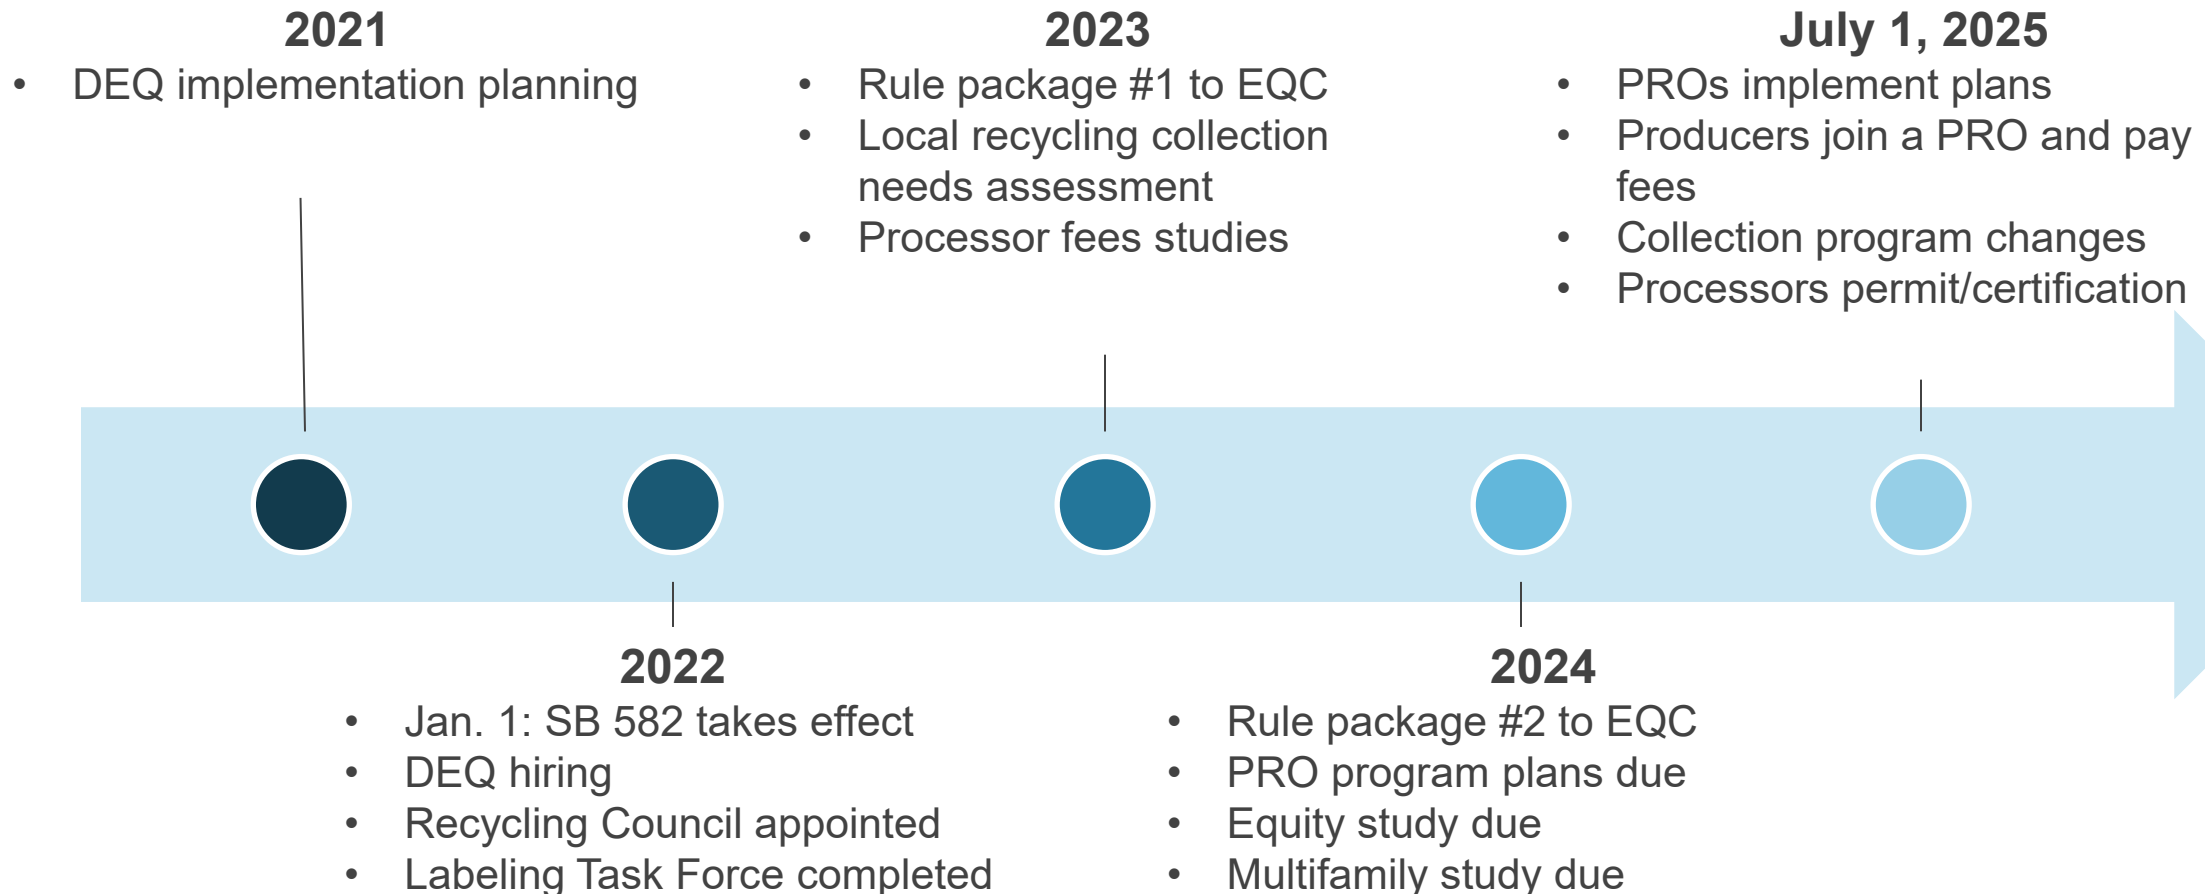 2021
• DEQ implementation planning
2023
• Rule package #1 to EQC
• Local recycling collection
needs assessment
• Processor fees studies
July 1, 2025
• PROs implement plans
• Producers join a PRO and pay
fees
• Collection program changes
• Processors permit/certification
2022
• Jan. 1: SB 582 takes effect
• DEQ hiring
• Recycling Council appointed
• Labeling Task Force completed
2024
• Rule package #2 to EQC
• PRO program plans due
• Equity study due
• Multifamily study due